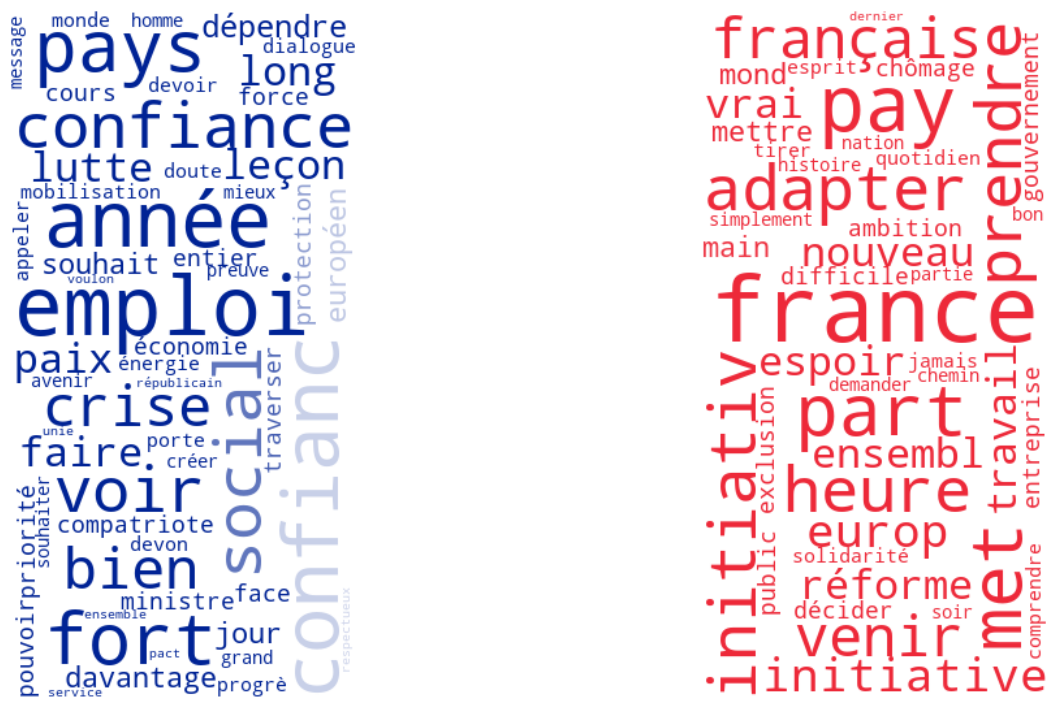 monde homme
dépendre
message
pays
dialogue
long
cours
devoir
force
confiance
lutte
doute
leçon
mobilisation
mieux
appeler
année
protection
européen
souhait
entier
preuve
voulon
emploi
économie
paix
énergie
avenir
républicain
crise
social
traverser
confianc
unie
faire
porte
créer
voir
pouvoir
priorité
souhaiter
compatriote
devon
bien
ministre
face
ensemble
respectueux
fort
jour
pact
grand
davantage
progrè
service
dernier
française
prendre
gouvernement
mond
esprit
chômage
vrai
pay
mettre
nation
tirer
histoire
quotidien
adapter
simplement
bon
ambition
main
nouveau
difficile
partie
france
initiativ
espoir
jamais
chemin
demander
travail
entreprise
part
exclusion
ensembl
heure
europ
met
public
solidarité
réforme
comprendre
décider
soir
venir
initiative